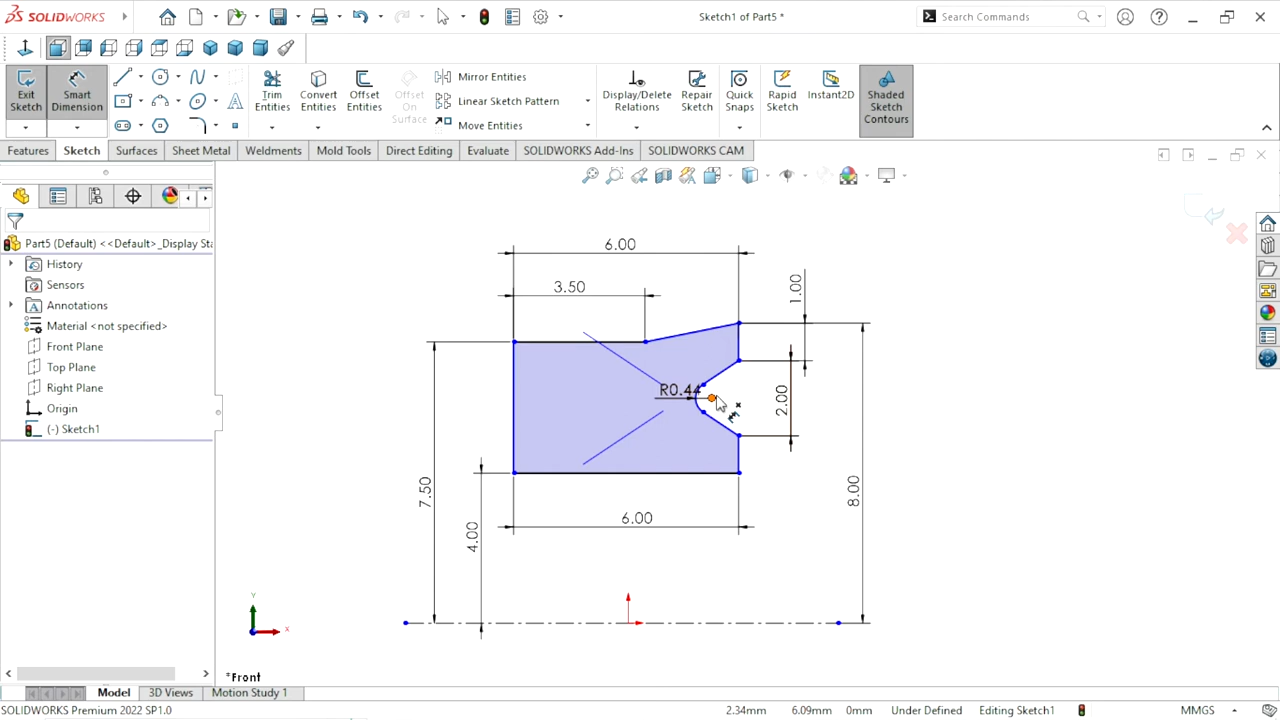 SOLIDWORKS
Sketch1 of Part5 *
Search Commands
Exit Sketch
Smart Dimension
Trim Entities
Convert Entities
Offset Entities
Offset On Surface
Mirror Entities
Linear Sketch Pattern
Move Entities
Display/Delete Relations
Repair Sketch
Quick Snaps
Rapid Sketch
Instant2D
Shaded Sketch Contours
Features
Sketch
Surfaces
Sheet Metal
Weldments
Mold Tools
Direct Editing
Evaluate
SOLIDWORKS Add-Ins
SOLIDWORKS CAM
Part5 (Default) <<Default>_Display Sta
History
Sensors
Annotations
Material <not specified>
Front Plane
Top Plane
Right Plane
Origin
(-) Sketch1
6.00
3.50
1.00
R0.44
2.00
7.50
8.00
4.00
6.00
Y
X
*Front
Model
3D Views
Motion Study 1
SOLIDWORKS Premium 2022 SP1.0
2.34mm
6.09mm
0mm
Under Defined
Editing Sketch1
MMGS